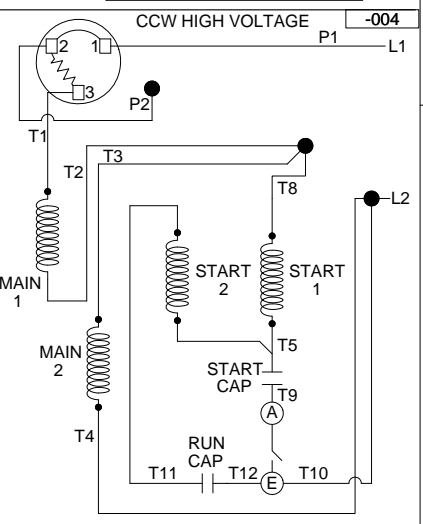 CCW HIGH VOLTAGE -004
P1
L1
2 1
3
P2
T1
T2
T3
T8
L2
MAIN
1
START
2
START
1
MAIN
2
T5
START
CAP
T9
A
T4
RUN
CAP
T11
T12
E
T10